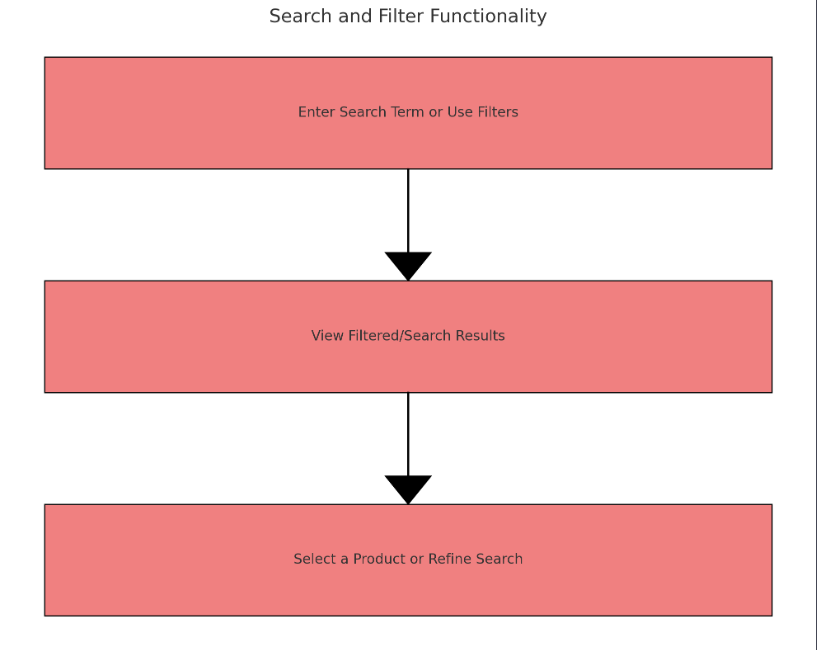 Search and Filter Functionality
Enter Search Term or Use Filters
View Filtered/Search Results
Select a Product or Refine Search